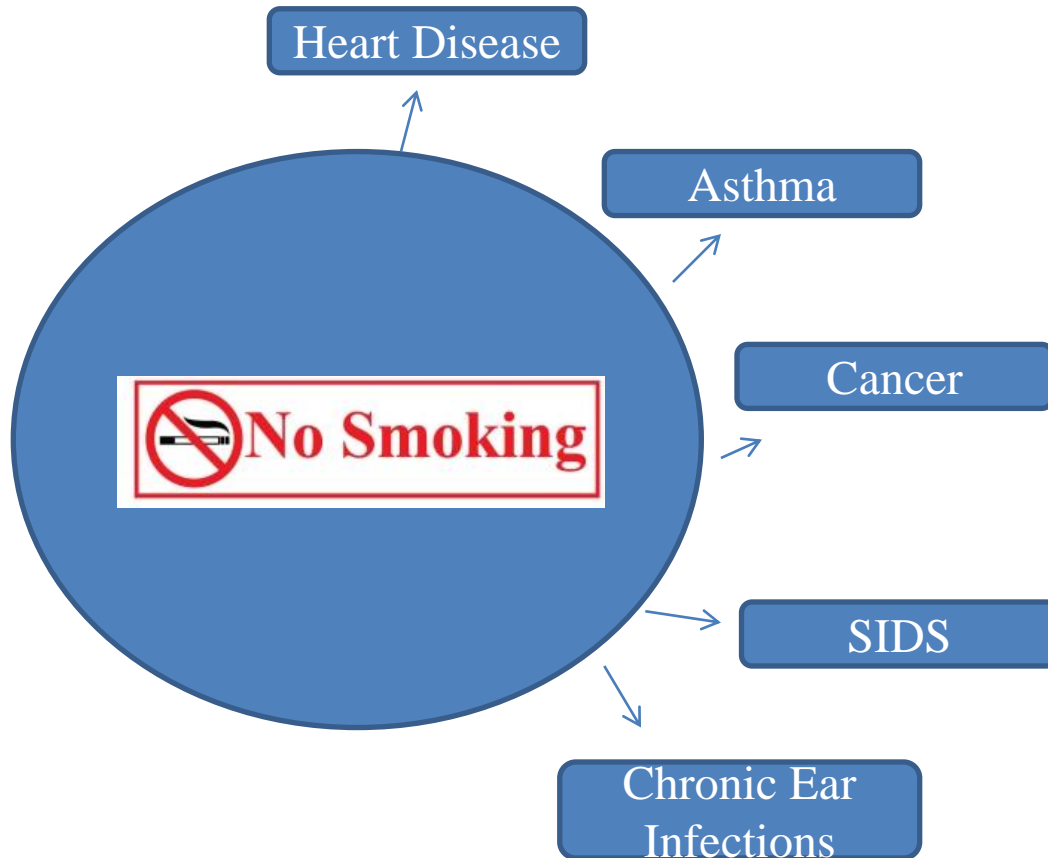 Heart Disease
Asthma
Cancer
No Smoking
SIDS
Chronic Ear
Infections